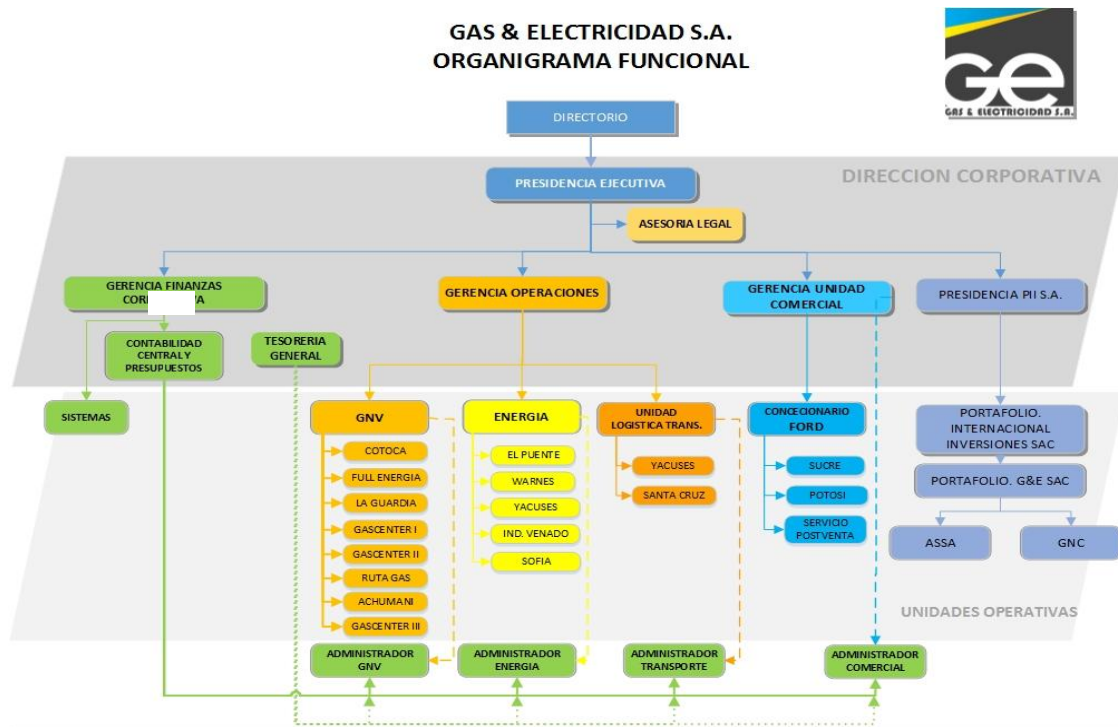 GAS & ELECTRICIDAD S.A.
ORGANIGRAMA FUNCIONAL
Ge
GAS & ELECTRICIDAD S.A.
DIRECTORIO
DIRECCION CORPORATIVA
PRESIDENCIA EJECUTIVA
ASESORIA LEGAL
GERENCIA FINANZAS
GERENCIA OPERACIONES
GERENCIA UNIDAD
COMERCIAL
PRESIDENCIA PII S.A.
CONTABILIDAD
CENTRAL Y
PRESUPUESTOS
TESORERIA
GENERAL
SISTEMAS
GNV
COTOCA
FULL ENERGIA
LA GUARDIA
GASCENTER I
GASCENTER II
RUTA GAS
ACHUMANI
GASCENTER III
ENERGIA
EL PUENTE
WARNES
YACUSES
IND. VENADO
SOFIA
UNIDAD
LOGISTICA TRANS.
YACUSES
SANTA CRUZ
CONCECIONARIO
FORD
SUCRE
POTOSI
SERVICIO
POSTVENTA
PORTAFOLIO.
INTERNACIONAL
INVERSIONES SAC
PORTAFOLIO. G&E SAC
ASSA
GNC
UNIDADES OPERATIVAS
ADMINISTRADOR
GNV
ADMINISTRADOR
ENERGIA
ADMINISTRADOR
TRANSPORTE
ADMINISTRADOR
COMERCIAL